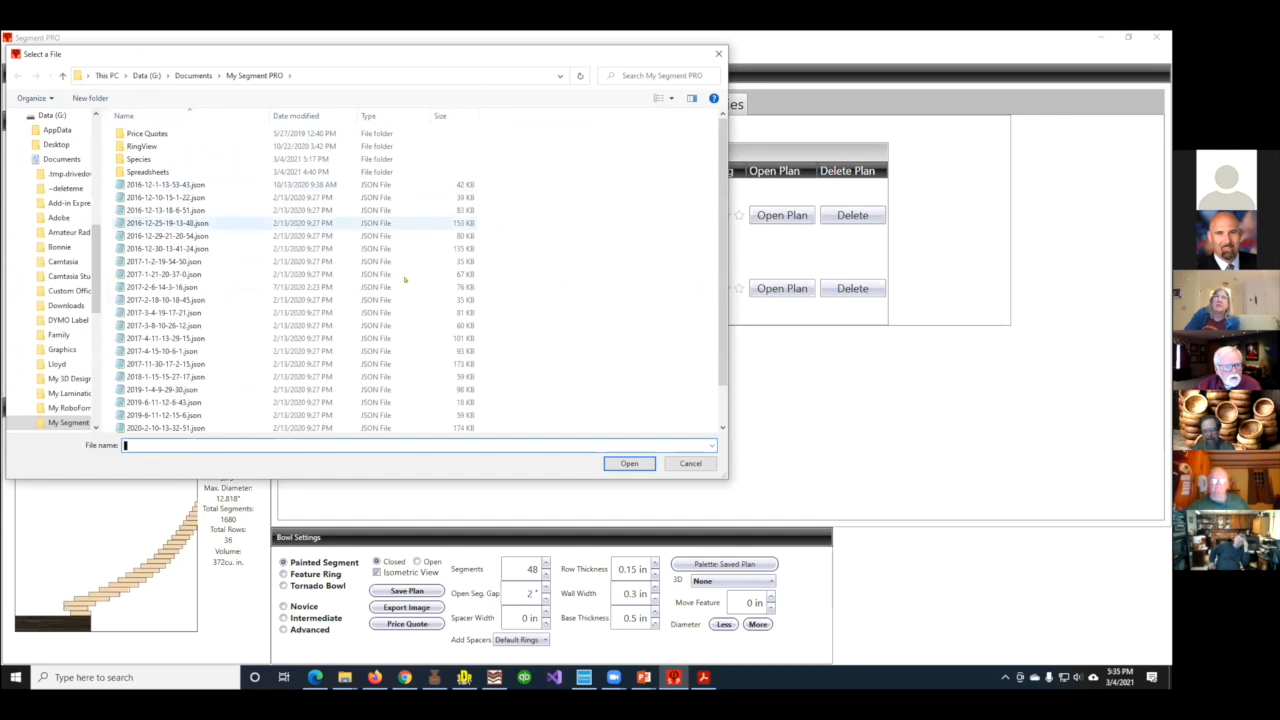 Segment PRO
Select a File
This PC > Data (G:) > Documents > My Segment PRO >
Search My Segment PRO
Organize New folder
Name Date modified Type Size
Data (G:)
AppData
Desktop
Documents
.tmp.drivedov
~deleteme
Add-in Expre
Adobe
Amateur Rad
Bonnie
Camtasia
Camtasia Stu
Custom Offic
Downloads
DYMO Label
Family
Graphics
Lloyd
My 3D Design
My Laminatio
My RoboForm
My Segment
Price Quotes 5/27/2019 12:40 PM File folder
RingView 10/22/2020 3:42 PM File folder
Species 3/4/2021 5:17 PM File folder
Spreadsheets 3/4/2021 4:40 PM File folder
2016-12-1-13-53-43.json 10/13/2020 9:38 AM JSON File 42 KB
2016-12-10-15-1-22.json 2/13/2020 9:27 PM JSON File 39 KB
2016-12-13-18-6-51.json 2/13/2020 9:27 PM JSON File 83 KB
2016-12-25-19-13-48.json 2/13/2020 9:27 PM JSON File 153 KB
2016-12-29-21-20-54.json 2/13/2020 9:27 PM JSON File 80 KB
2016-12-30-13-41-24.json 2/13/2020 9:27 PM JSON File 135 KB
2017-1-2-19-54-50.json 2/13/2020 9:27 PM JSON File 35 KB
2017-1-21-20-37-0.json 2/13/2020 9:27 PM JSON File 67 KB
2017-2-6-14-3-16.json 7/13/2020 2:23 PM JSON File 76 KB
2017-2-18-10-18-45.json 2/13/2020 9:27 PM JSON File 35 KB
2017-3-4-19-17-21.json 2/13/2020 9:27 PM JSON File 81 KB
2017-3-8-10-26-12.json 2/13/2020 9:27 PM JSON File 60 KB
2017-4-11-13-29-15.json 2/13/2020 9:27 PM JSON File 101 KB
2017-4-15-10-6-1.json 2/13/2020 9:27 PM JSON File 93 KB
2017-11-30-17-2-15.json 2/13/2020 9:27 PM JSON File 173 KB
2018-1-15-15-27-17.json 2/13/2020 9:27 PM JSON File 59 KB
2019-1-4-9-29-30.json 2/13/2020 9:27 PM JSON File 98 KB
2019-6-11-12-6-43.json 2/13/2020 9:27 PM JSON File 18 KB
2019-6-11-12-15-6.json 2/13/2020 9:27 PM JSON File 59 KB
2020-2-10-13-32-51.json 2/13/2020 9:27 PM JSON File 174 KB
File name:
Open Cancel
es
g Open Plan Delete Plan
Open Plan Delete
Open Plan Delete
Max. Diameter:
12.818"
Total Segments:
1680
Total Rows:
36
Volume:
372cu. in.
Bowl Settings
Painted Segment
Feature Ring
Tornado Bowl
Novice
Intermediate
Advanced
Closed Open
Isometric View
Save Plan
Export Image
Price Quote
Segments 48
Open Seg. Gap 2 °
Spacer Width 0 in
Add Spacers Default Rings
Row Thickness 0.15 in
Wall Width 0.3 in
Base Thickness 0.5 in
Palette: Saved Plan
3D None
Move Feature 0 in
Diameter Less More
Type here to search
5:35 PM
3/4/2021